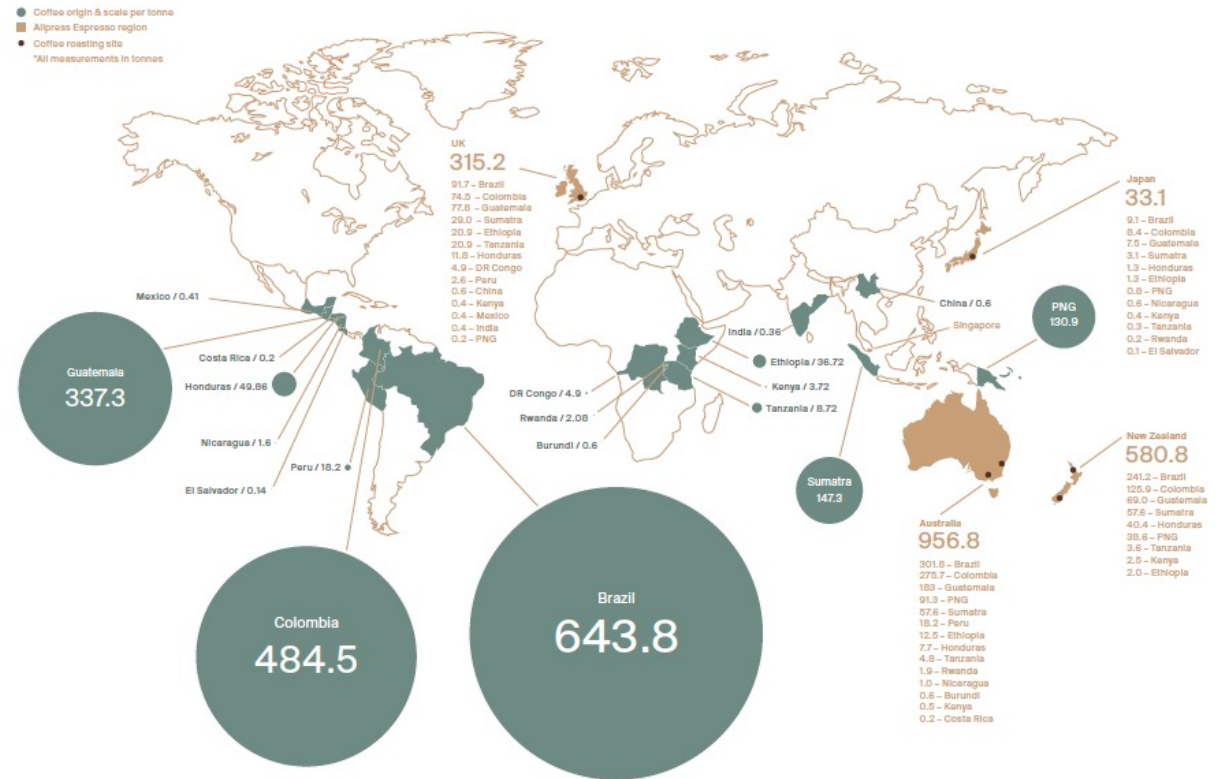 Coffee origin & scale per tonne
Allpress Espresso region
Coffee roasting site
*All measurements in tonnes
UK
315.2
91.7 – Brazil
74.5 – Colombia
77.8 – Guatemala
29.0 – Sumatra
20.9 – Ethiopia
20.9 – Tanzania
11.8 – Honduras
4.9 – DR Congo
2.6 – Peru
0.6 – China
0.4 – Kenya
0.4 – Mexico
0.4 – India
0.2 – PNG
Japan
33.1
9.1 – Brazil
8.4 – Colombia
7.5 – Guatemala
3.1 – Sumatra
1.3 – Honduras
1.3 – Ethiopia
0.8 – PNG
0.6 – Nicaragua
0.4 – Kenya
0.3 – Tanzania
0.2 – Rwanda
0.1 – El Salvador
Mexico / 0.41
Guatemala
337.3
Costa Rica / 0.2
Honduras / 49.86
Nicaragua / 1.6
Peru / 18.2
El Salvador / 0.14
China / 0.6
Singapore
PNG
130.9
India / 0.36
Ethiopia / 36.72
Kenya / 3.72
Tanzania / 8.72
DR Congo / 4.9
Rwanda / 2.08
Burundi / 0.6
Sumatra
147.3
New Zealand
580.8
241.2 – Brazil
125.9 – Colombia
69.0 – Guatemala
57.6 – Sumatra
40.4 – Honduras
38.6 – PNG
3.6 – Tanzania
2.5 – Kenya
2.0 – Ethiopia
Australia
956.8
301.8 – Brazil
275.7 – Colombia
183 – Guatemala
91.3 – PNG
57.6 – Sumatra
18.2 – Peru
12.5 – Ethiopia
7.7 – Honduras
4.8 – Tanzania
1.9 – Rwanda
1.0 – Nicaragua
0.6 – Burundi
0.5 – Kenya
0.2 – Costa Rica
Colombia
484.5
Brazil
643.8